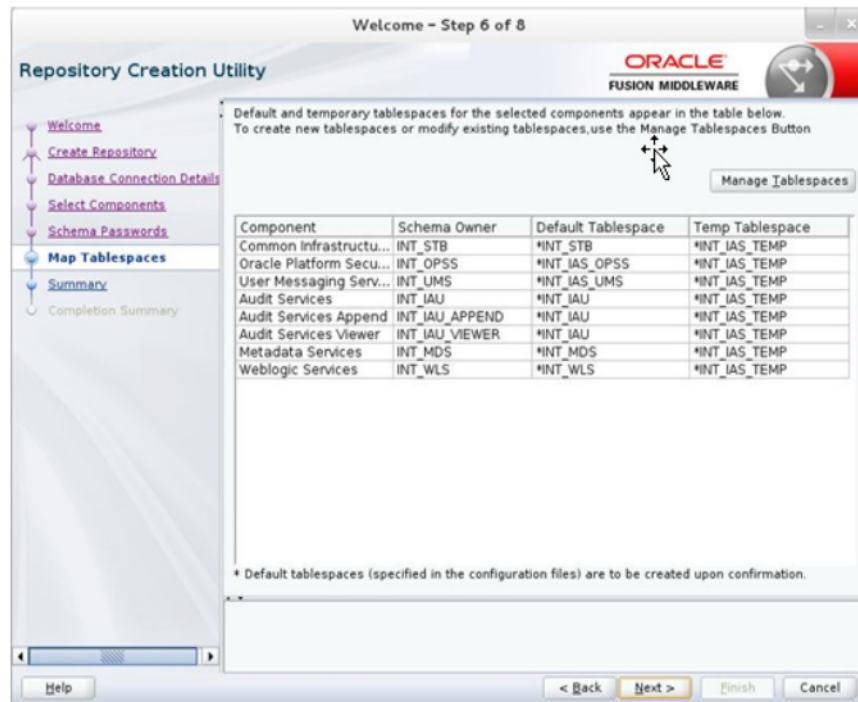 Welcome – Step 6 of 8
Repository Creation Utility
ORACLE
FUSION MIDDLEWARE
Welcome
Create Repository
Database Connection Details
Select Components
Schema Passwords
Map Tablespaces
Summary
Completion Summary
Default and temporary tablespaces for the selected components appear in the table below.
To create new tablespaces or modify existing tablespaces,use the Manage Tablespaces Button
Manage Tablespaces
Component Schema Owner Default Tablespace Temp Tablespace
Common Infrastructu... INT_STB *INT_STB *INT_IAS_TEMP
Oracle Platform Secu... INT_OPSS *INT_IAS_OPSS *INT_IAS_TEMP
User Messaging Serv... INT_UMS *INT_IAS_UMS *INT_IAS_TEMP
Audit Services INT_IAU *INT_IAU *INT_IAS_TEMP
Audit Services Append INT_IAU_APPEND *INT_IAU *INT_IAS_TEMP
Audit Services Viewer INT_IAU_VIEWER *INT_IAU *INT_IAS_TEMP
Metadata Services INT_MDS *INT_MDS *INT_IAS_TEMP
Weblogic Services INT_WLS *INT_WLS *INT_IAS_TEMP
* Default tablespaces (specified in the configuration files) are to be created upon confirmation.
Help < Back Next > Finish Cancel